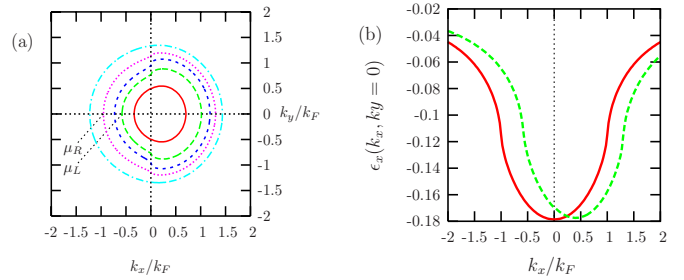 (a)
2
1.5
1
0.5
0
-0.5
-1
-1.5
-2
k_y/k_F
μ_R
μ_L
-2 -1.5 -1 -0.5 0 0.5 1 1.5 2
k_x/k_F
(b)
-0.02
-0.04
-0.06
-0.08
-0.1
-0.12
-0.14
-0.16
-0.18
ϵ_x(k_x, ky = 0)
-2 -1.5 -1 -0.5 0 0.5 1 1.5 2
k_x/k_F